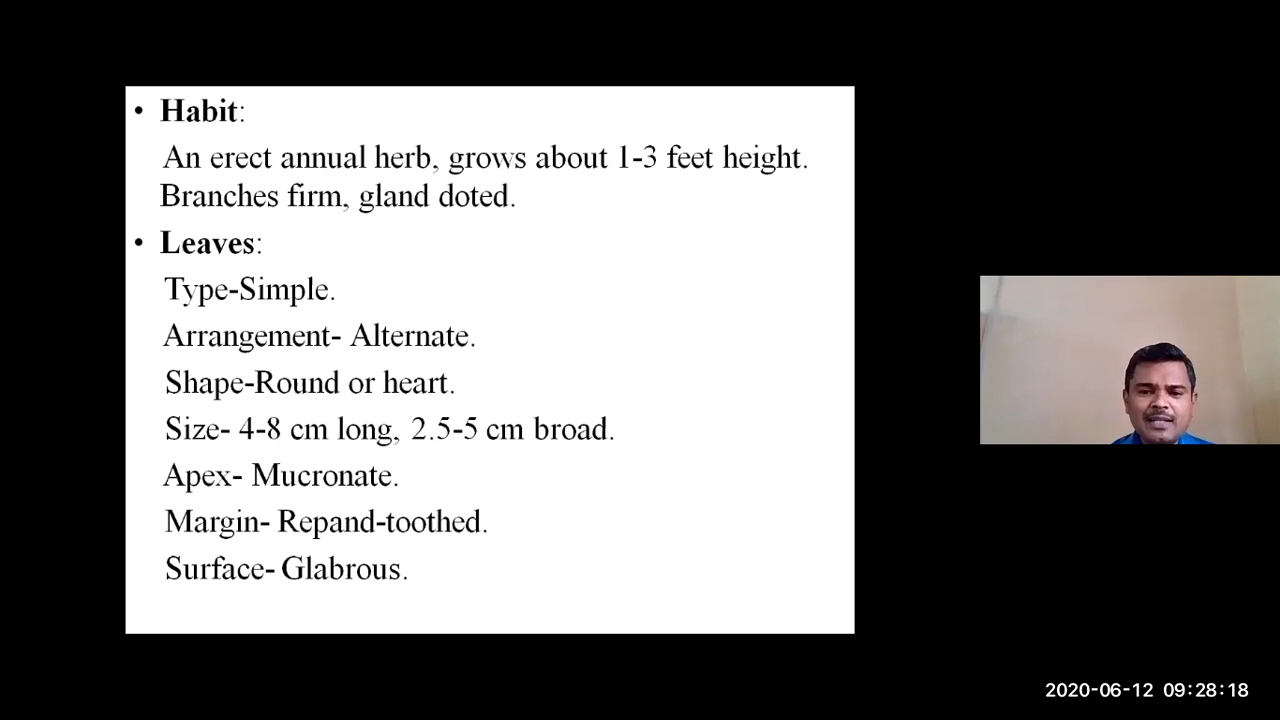 • Habit:
An erect annual herb, grows about 1-3 feet height.
Branches firm, gland doted.
• Leaves:
Type-Simple.
Arrangement- Alternate.
Shape-Round or heart.
Size- 4-8 cm long, 2.5-5 cm broad.
Apex- Mucronate.
Margin- Repand-toothed.
Surface- Glabrous.
2020-06-12 09:28:18